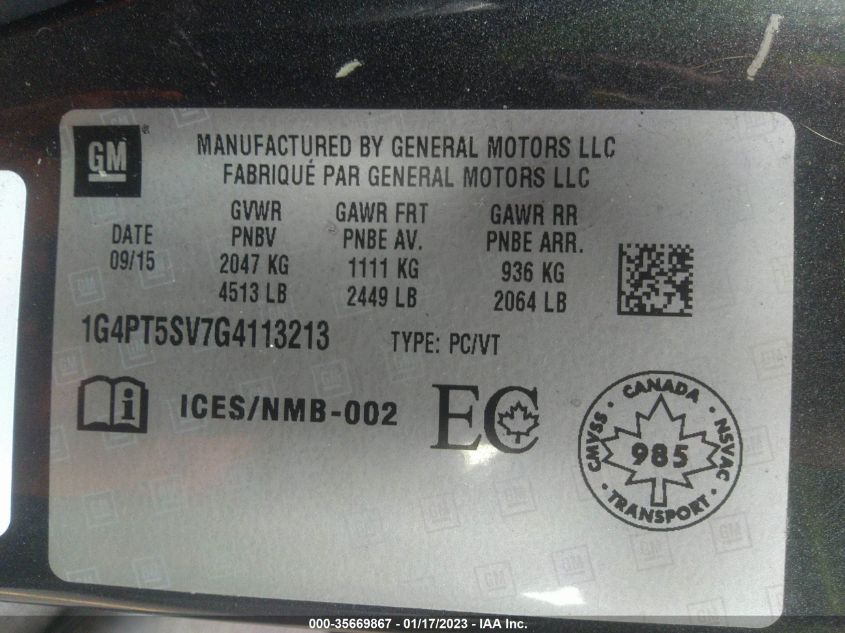 GM
MANUFACTURED BY GENERAL MOTORS LLC
FABRIQUÉ PAR GENERAL MOTORS LLC
DATE
09/15
GVWR
PNBV
2047 KG
4513 LB
GAWR FRT
PNBE AV.
1111 KG
2449 LB
GAWR RR
PNBE ARR.
936 KG
2064 LB
1G4PT5SV7G4113213
TYPE: PC/VT
i
ICES/NMB-002
EC
CANADA
CMVSS · NSVAC
985
TRANSPORT
000-35669867 - 01/17/2023 - IAA Inc.